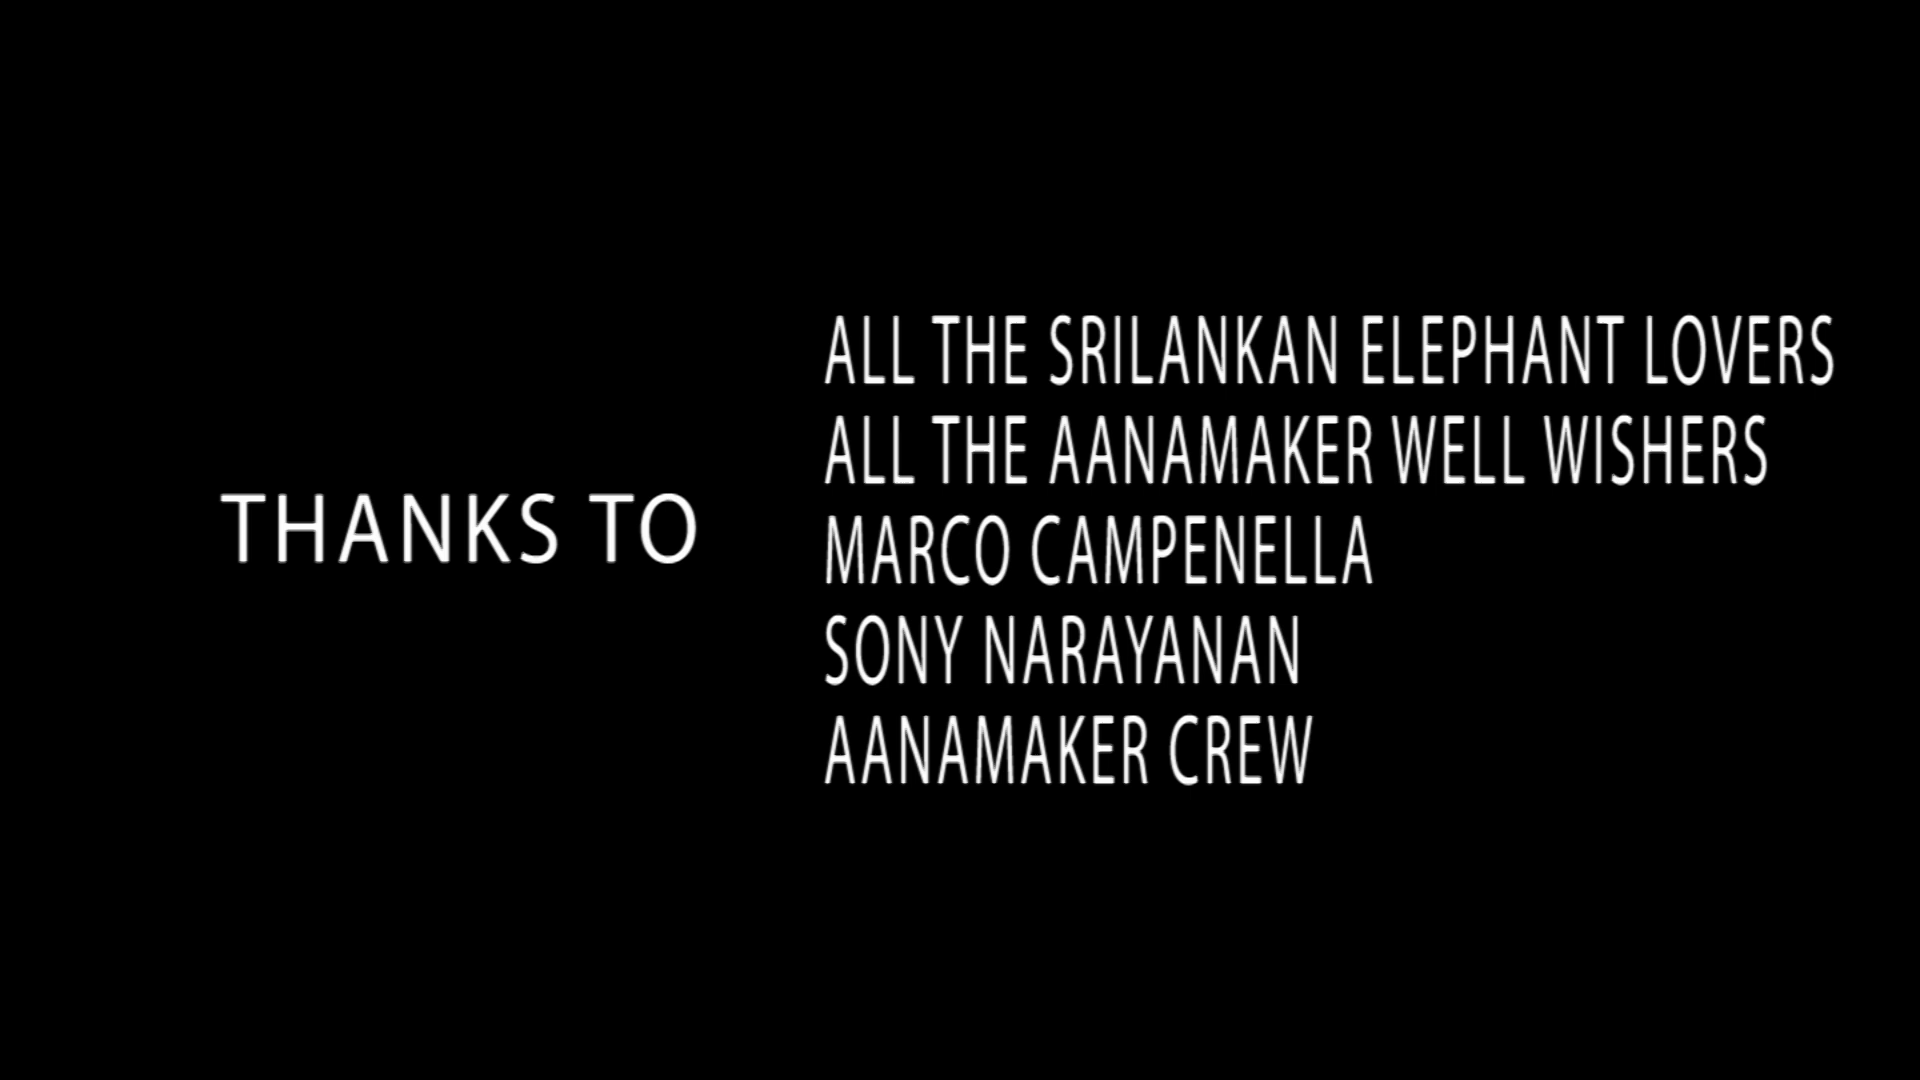 THANKS TO
ALL THE SRILANKAN ELEPHANT LOVERS
ALL THE AANAMAKER WELL WISHERS
MARCO CAMPENELLA
SONY NARAYANAN
AANAMAKER CREW